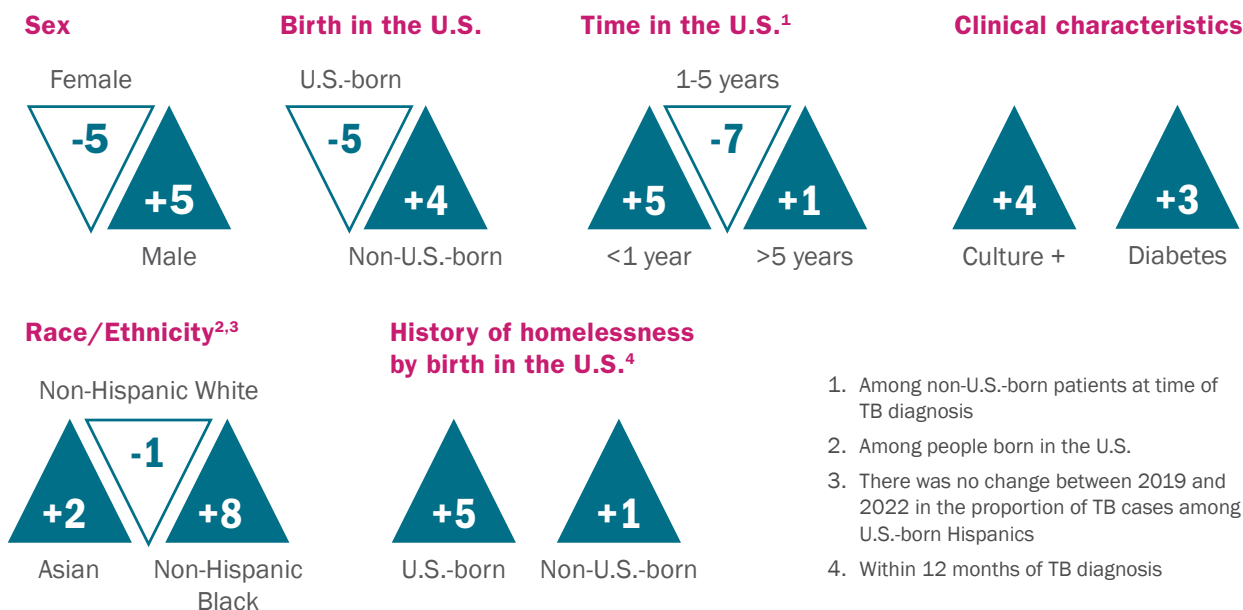 Sex
Female
-5
+5
Male
Birth in the U.S.
U.S.-born
-5
+4
Non-U.S.-born
Time in the U.S.1
1-5 years
-7
+5
+1
<1 year
>5 years
Clinical characteristics
+4
+3
Culture +
Diabetes
Race/Ethnicity2,3
Non-Hispanic White
-1
+2
+8
Asian
Non-Hispanic
Black
History of homelessness
by birth in the U.S.4
+5
+1
U.S.-born
Non-U.S.-born
1. Among non-U.S.-born patients at time of
TB diagnosis
2. Among people born in the U.S.
3. There was no change between 2019 and
2022 in the proportion of TB cases among
U.S.-born Hispanics
4. Within 12 months of TB diagnosis